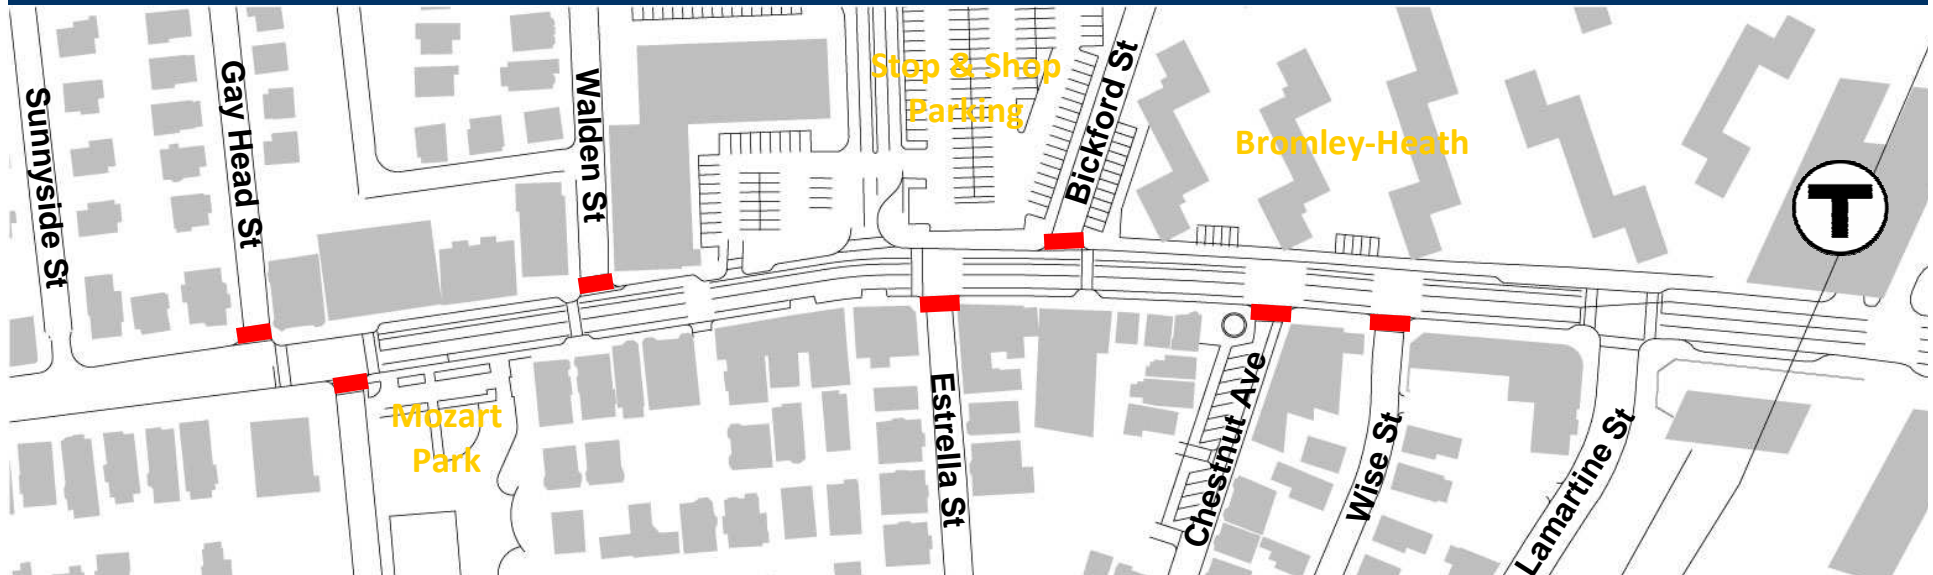 Sunnyside St
Gay Head St
Walden St
Stop & Shop
Parking
Bickford St
Bromley-Heath
T
Mozart
Park
Estrella St
Chestnut Ave
Wise St
Lamartine St